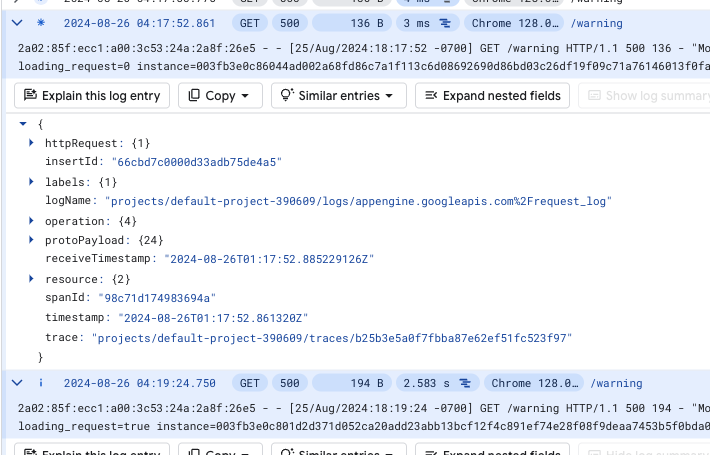 2024-08-26 04:17:52.861 GET 500 136 B 3 ms Chrome 128.0… /warning
2a02:85f:ecc1:a00:3c53:24a:2a8f:26e5 - - [25/Aug/2024:18:17:52 -0700] GET /warning HTTP/1.1 500 136 - "Mo
loading_request=0 instance=003fb3e0c86044ad002a68fd86c7a1f113c6d08692690d86bd03c26df19f09c71a76146013f0fa
Explain this log entry Copy Similar entries Expand nested fields Show log summary
{
httpRequest: {1}
insertId: "66cbd7c0000d33adb75de4a5"
labels: {1}
logName: "projects/default-project-390609/logs/appengine.googleapis.com%2Frequest_log"
operation: {4}
protoPayload: {24}
receiveTimestamp: "2024-08-26T01:17:52.885229126Z"
resource: {2}
spanId: "98c71d174983694a"
timestamp: "2024-08-26T01:17:52.861320Z"
trace: "projects/default-project-390609/traces/b25b3e5a0f7fbba87e62ef51fc523f97"
}
2024-08-26 04:19:24.750 GET 500 194 B 2.583 s Chrome 128.0… /warning
2a02:85f:ecc1:a00:3c53:24a:2a8f:26e5 - - [25/Aug/2024:18:19:24 -0700] GET /warning HTTP/1.1 500 194 - "Mo
loading_request=true instance=003fb3e0c801d2d371d052ca20add23abb13bcf12f4c891ef74e28f08f9deaa7453b5f0bda0
Explain this log entry Copy Similar entries Expand nested fields Hide log summary